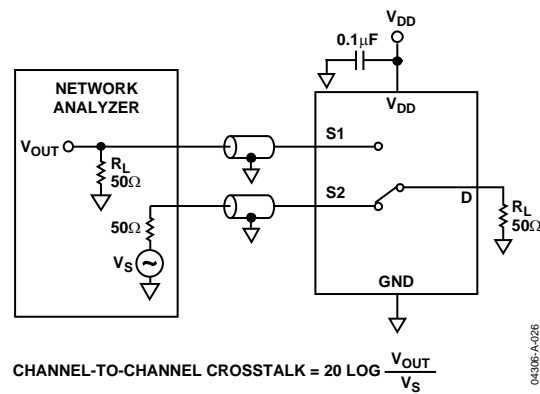 V_DD
0.1μF
NETWORK
ANALYZER
V_DD
V_OUT
S1
R_L
50Ω
S2
D
R_L
50Ω
50Ω
V_S
GND
CHANNEL-TO-CHANNEL CROSSTALK = 20 LOG V_OUT / V_S
04306-A-026